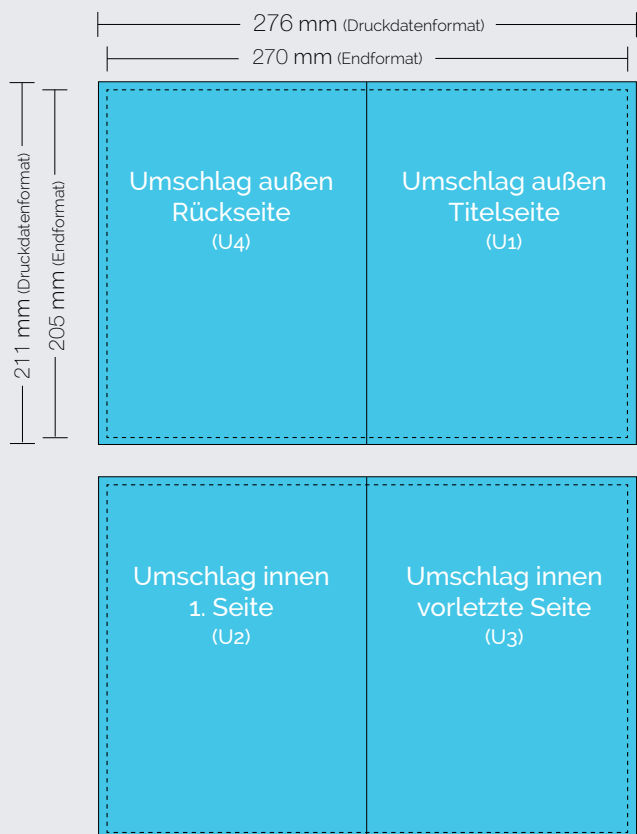 276 mm (Druckdatenformat)
270 mm (Endformat)
211 mm (Druckdatenformat)
205 mm (Endformat)
Umschlag außen
Rückseite
(U4)
Umschlag außen
Titelseite
(U1)
Umschlag innen
1. Seite
(U2)
Umschlag innen
vorletzte Seite
(U3)